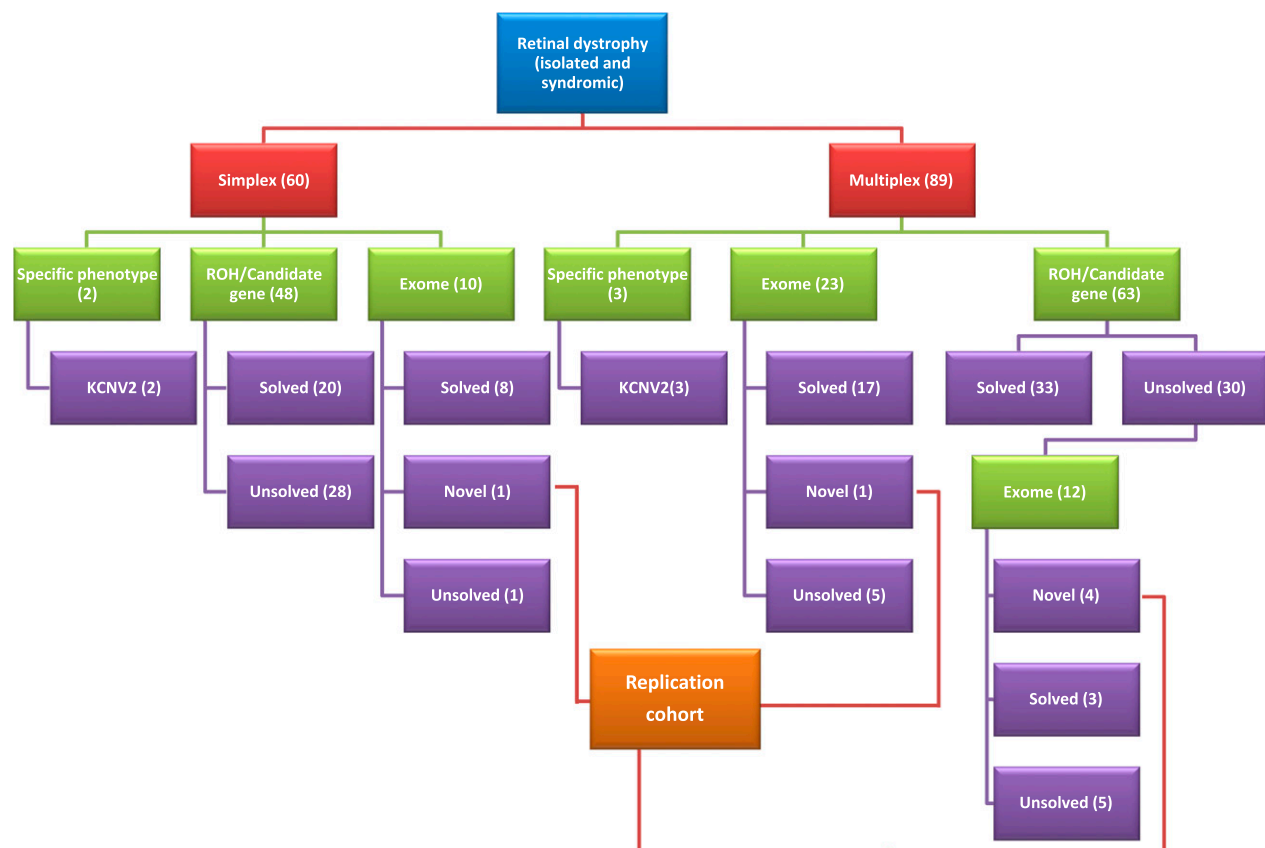 Retinal dystrophy
(isolated and
syndromic)
Simplex (60)
Multiplex (89)
Specific phenotype
(2)
ROH/Candidate
gene (48)
Exome (10)
Specific phenotype
(3)
Exome (23)
ROH/Candidate
gene (63)
KCNV2 (2)
Solved (20)
Solved (8)
KCNV2(3)
Solved (17)
Solved (33)
Unsolved (30)
Unsolved (28)
Novel (1)
Novel (1)
Exome (12)
Unsolved (1)
Unsolved (5)
Novel (4)
Replication
cohort
Solved (3)
Unsolved (5)